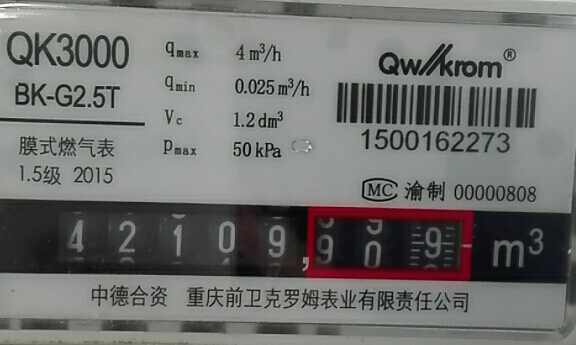 QK3000
BK-G2.5T
膜式燃气表
1.5级 2015
qmax 4 m³/h
qmin 0.025 m³/h
Vc 1.2 dm³
pmax 50 kPa
Qwkrom®
1500162273
MC 渝制 00000808
42109,909 m³
中德合资 重庆前卫克罗姆表业有限责任公司